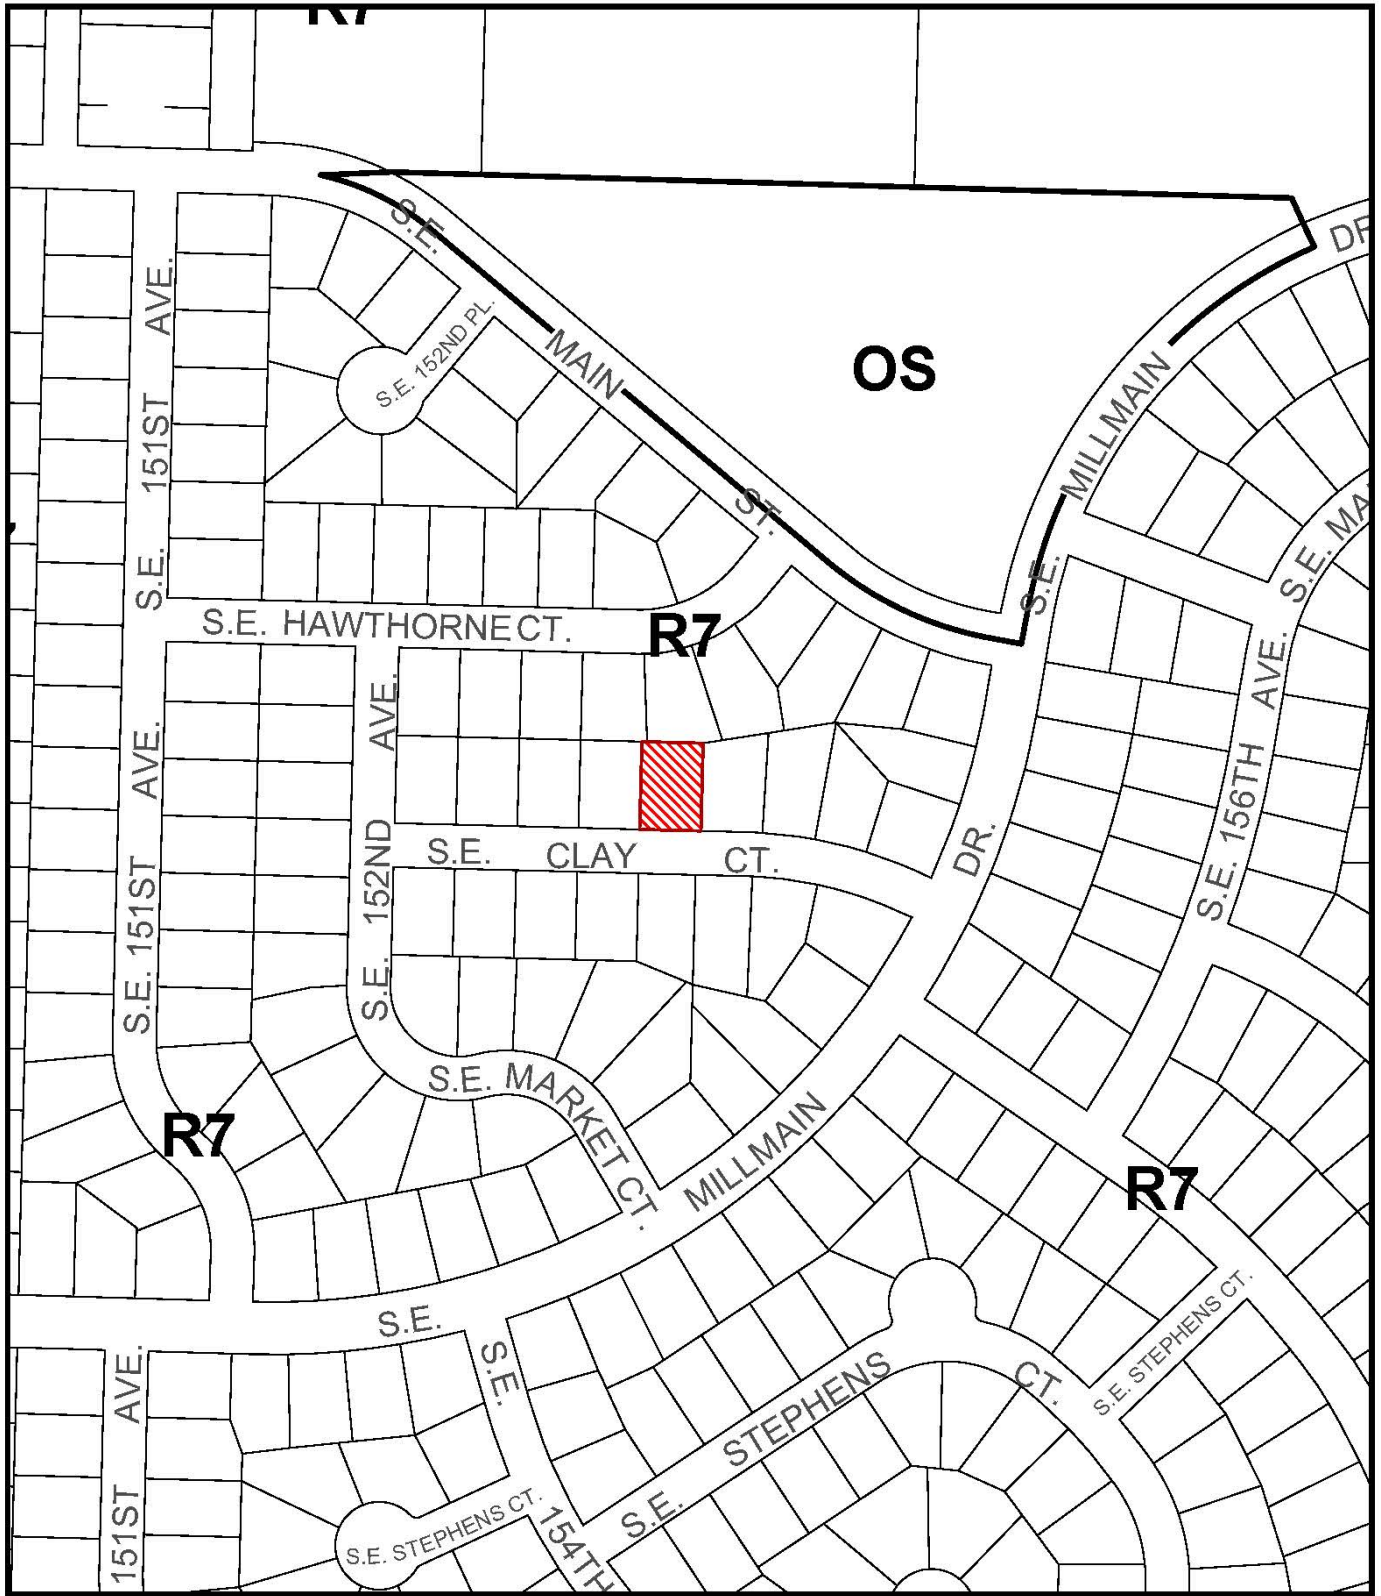 R7
S.E. MAIN ST.
DR.
S.E. 152ND PL.
S.E. 151ST AVE.
OS
S.E. MILLMAIN
S.E. HAWTHORNE CT.
R7
S.E. 151ST AVE.
S.E. 152ND AVE.
S.E. CLAY CT.
DR.
S.E. 156TH AVE.
S.E. MARKET CT.
R7
S.E. MILLMAIN
R7
S.E. STEPHENS CT.
S.E. STEPHENS CT.
151ST AVE.
S.E. STEPHENS CT.
S.E. 154TH